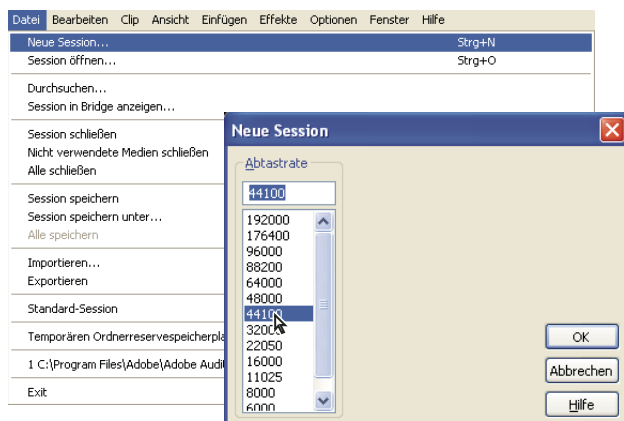 Datei Bearbeiten Clip Ansicht Einfügen Effekte Optionen Fenster Hilfe
Neue Session... Strg+N
Session öffnen... Strg+O
Durchsuchen...
Session in Bridge anzeigen...
Session schließen
Nicht verwendete Medien schließen
Alle schließen
Session speichern
Session speichern unter...
Alle speichern
Importieren...
Exportieren
Standard-Session
Temporären Ordnerreservespeicherpla
1 C:\Program Files\Adobe\Adobe Audi
Exit
Neue Session
Abtastrate
44100
192000
176400
96000
88200
64000
48000
44100
32000
22050
16000
11025
8000
6000
OK
Abbrechen
Hilfe